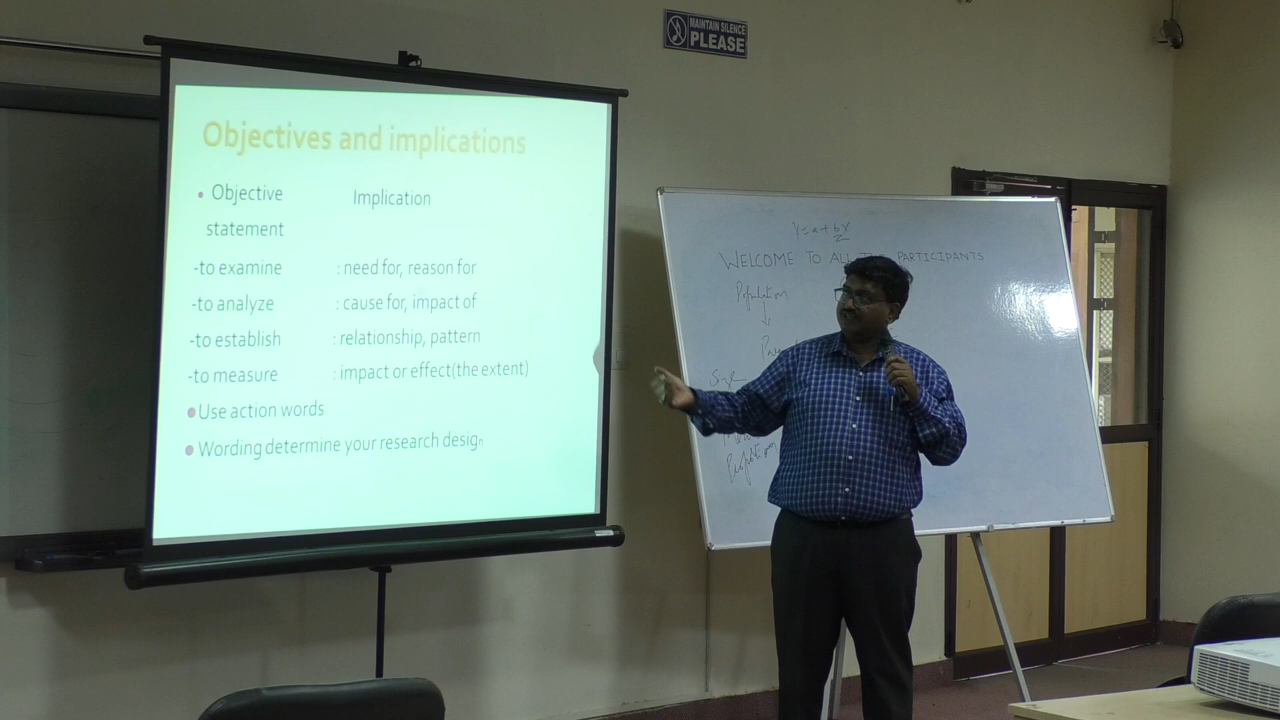 MAINTAIN SILENCE
PLEASE
Objectives and implications
• Objective Implication
statement
-to examine : need for, reason for
-to analyze : cause for, impact of
-to establish : relationship, pattern
-to measure : impact or effect(the extent)
• Use action words
• Wording determine your research design
Y = a + bx
WELCOME TO ALL PARTICIPANTS
Population